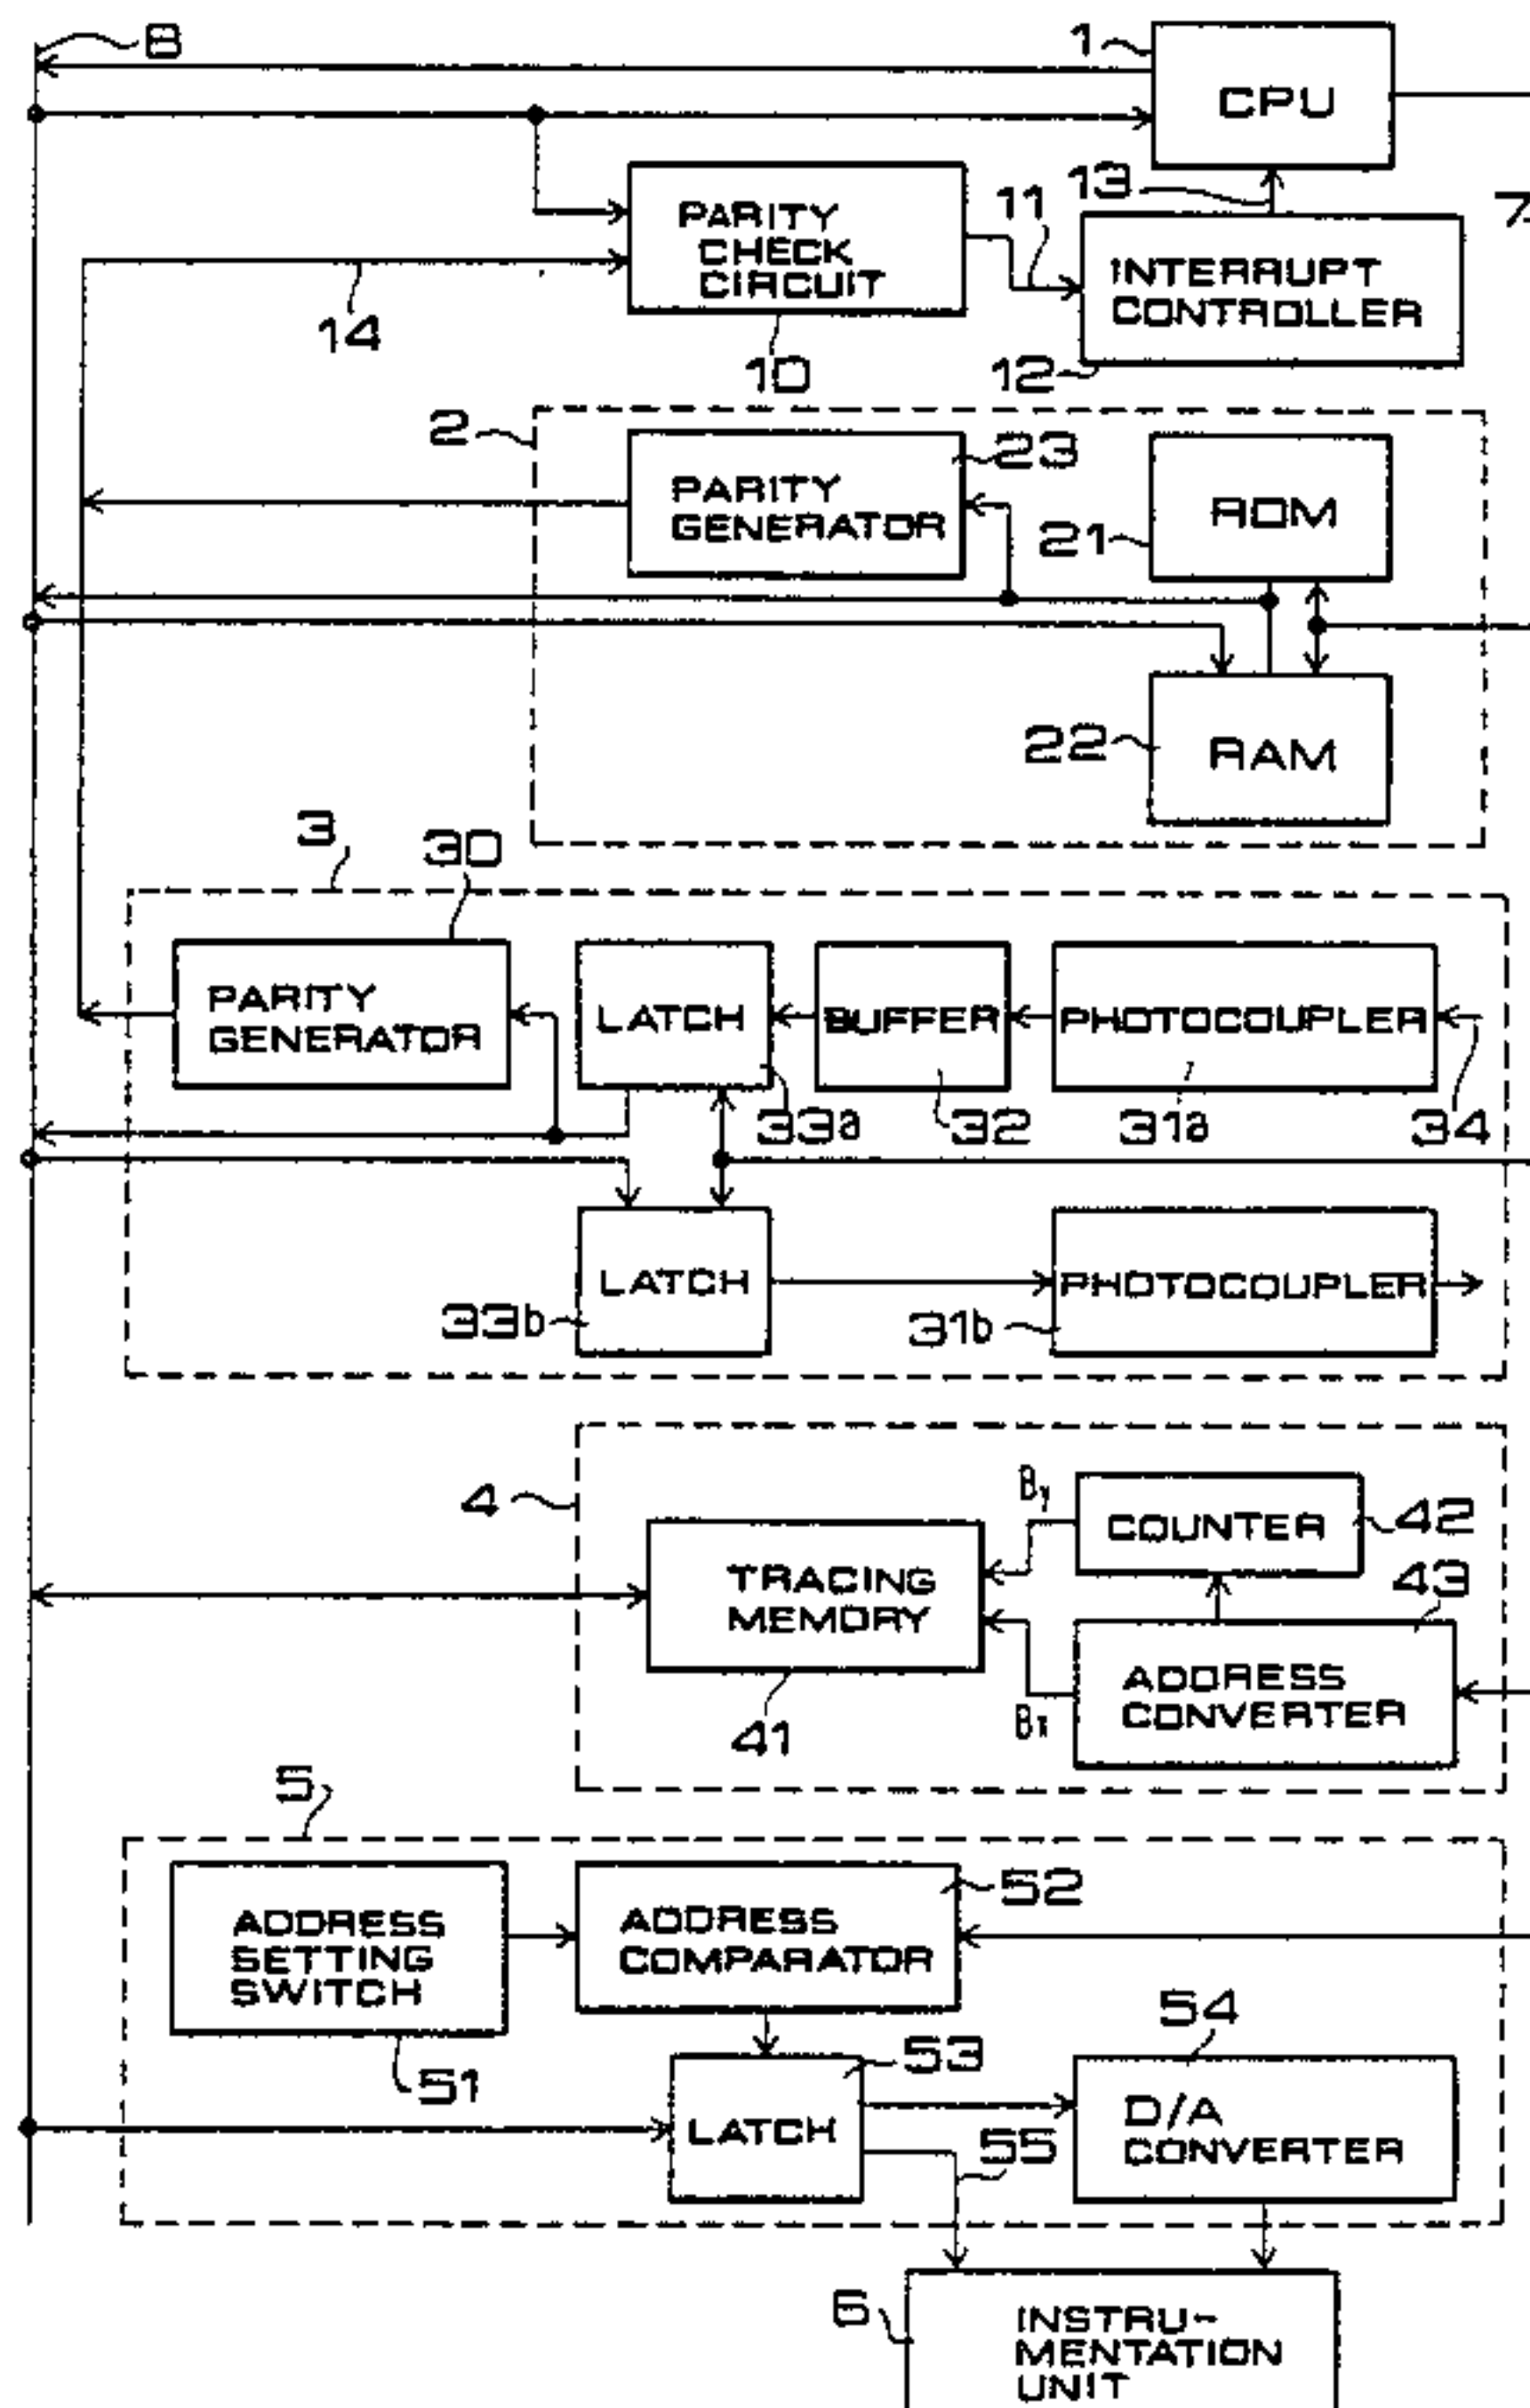 8
1
CPU
7
13
11
PARITY
CHECK
CIRCUIT
INTERRUPT
CONTROLLER
14
10
12
2
23
PARITY
GENERATOR
ROM
21
22
RAM
3
30
PARITY
GENERATOR
LATCH
BUFFER
PHOTOCOUPLER
33a
32
31a
34
LATCH
PHOTOCOUPLER
33b
31b
4
By
COUNTER
42
TRACING
MEMORY
43
ADDRESS
CONVERTER
41
5
52
ADDRESS
SETTING
SWITCH
ADDRESS
COMPARATOR
54
51
53
LATCH
D/A
CONVERTER
55
6
INSTRU-
MENTATION
UNIT